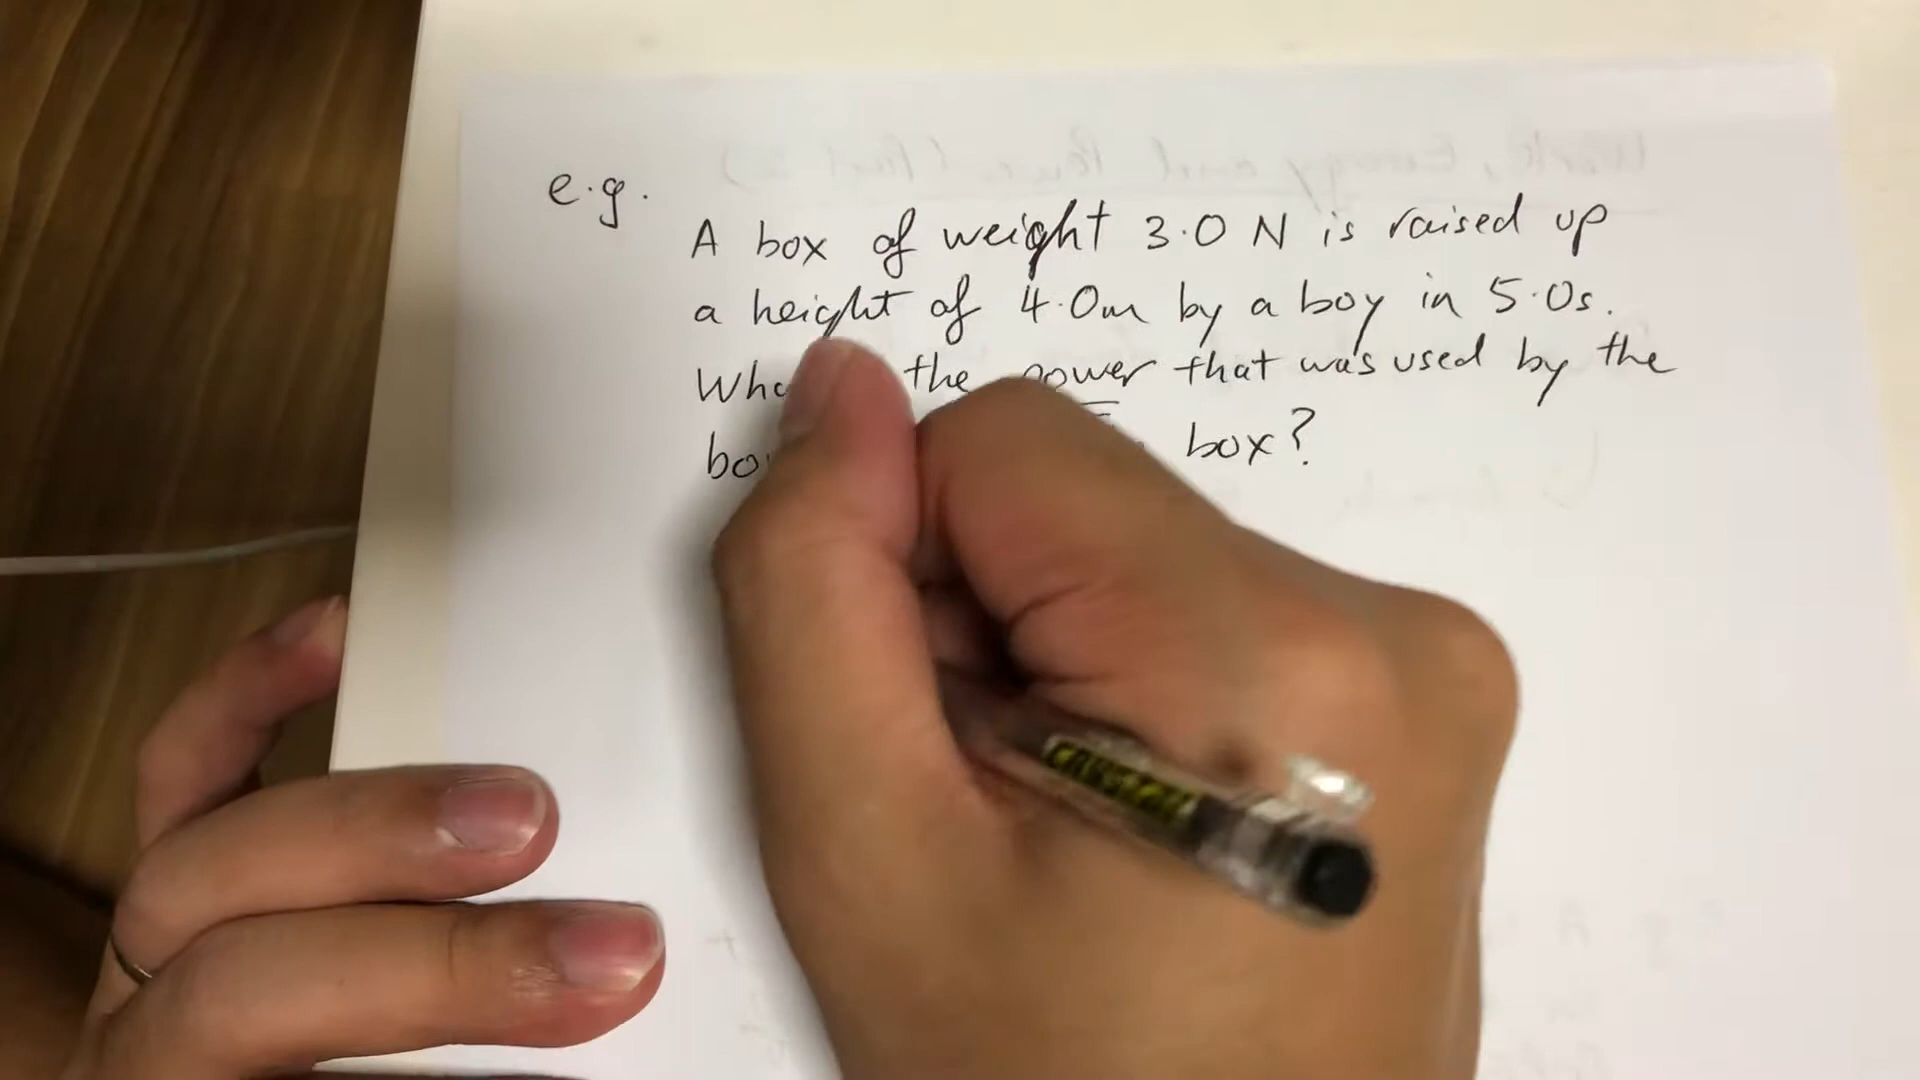 e.g.
A box of weight 3.0 N is raised up
a height of 4.0m by a boy in 5.0s.
the power that was used by the
box?